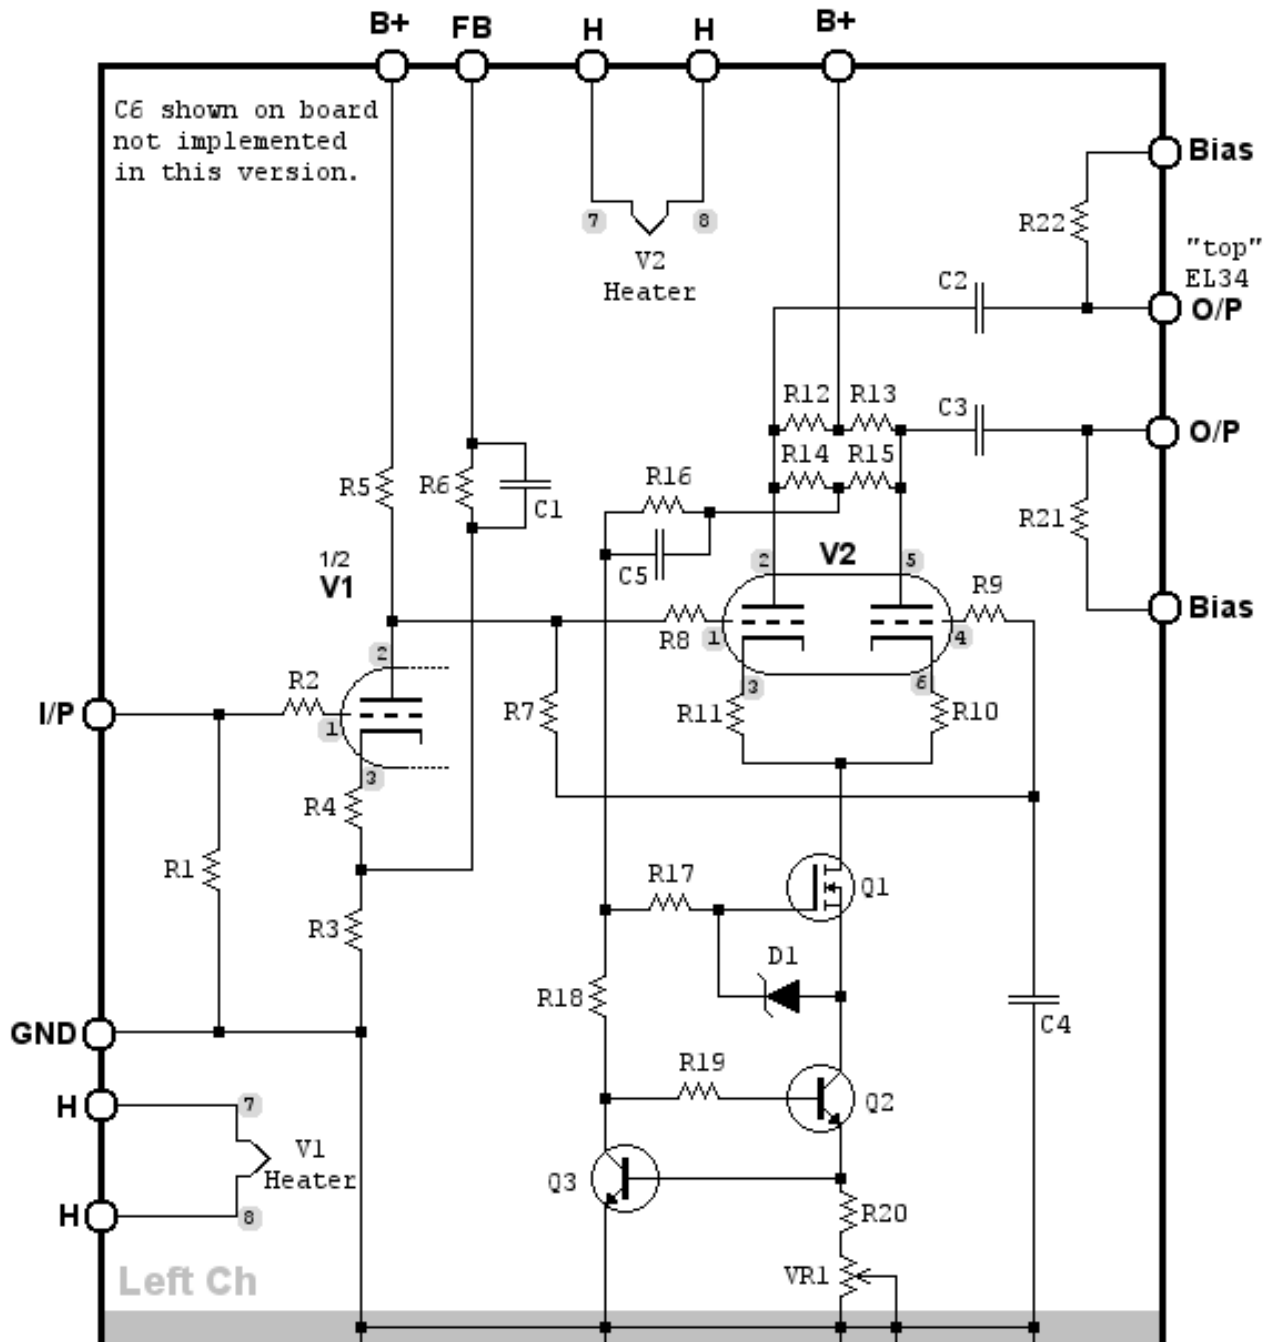 B+
FB
H
H
B+
C6 shown on board
not implemented
in this version.
Bias
R22
7
8
V2
Heater
"top"
EL34
C2
O/P
R12
R13
C3
O/P
R14
R15
R16
R5
R6
C1
R21
1/2
V1
C5
2
V2
5
R9
Bias
R8
1
4
2
R2
3
6
I/P
R7
R11
R10
1
3
R4
R1
R17
Q1
R3
D1
R18
C4
GND
R19
H
7
Q2
V1
Heater
Q3
H
8
R20
Left Ch
VR1